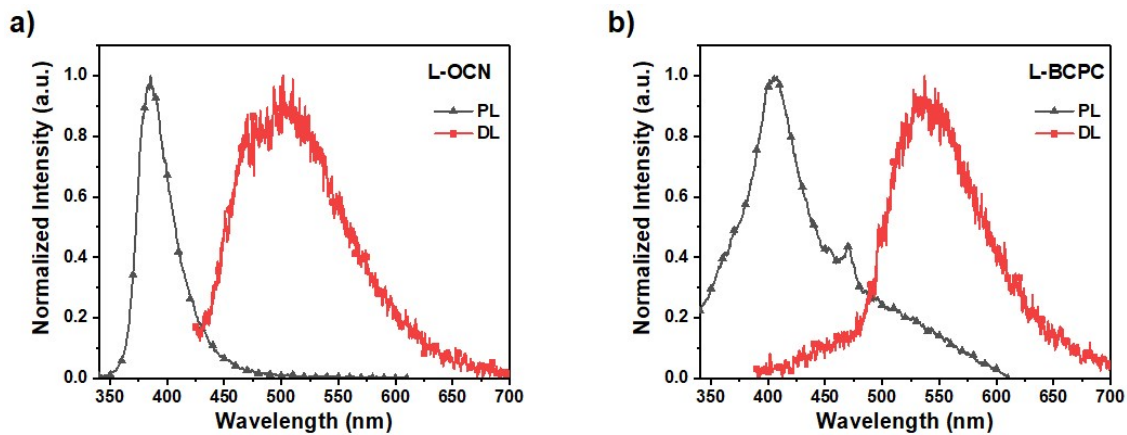 a)
L-OCN
PL
DL
1.0
0.8
0.6
0.4
0.2
0.0
Normalized Intensity (a.u.)
350 400 450 500 550 600 650 700
Wavelength (nm)
b)
L-BCPC
PL
DL
1.0
0.8
0.6
0.4
0.2
0.0
Normalized Intensity (a.u.)
350 400 450 500 550 600 650 700
Wavelength (nm)